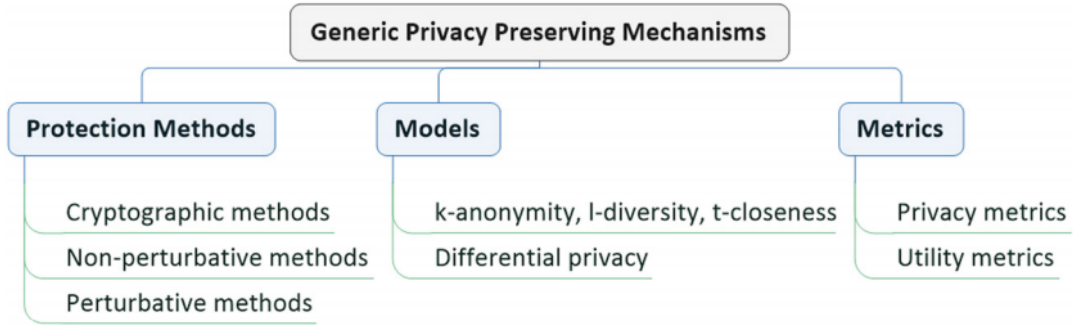 Generic Privacy Preserving Mechanisms
Protection Methods
Cryptographic methods
Non-perturbative methods
Perturbative methods
Models
k-anonymity, l-diversity, t-closeness
Differential privacy
Metrics
Privacy metrics
Utility metrics